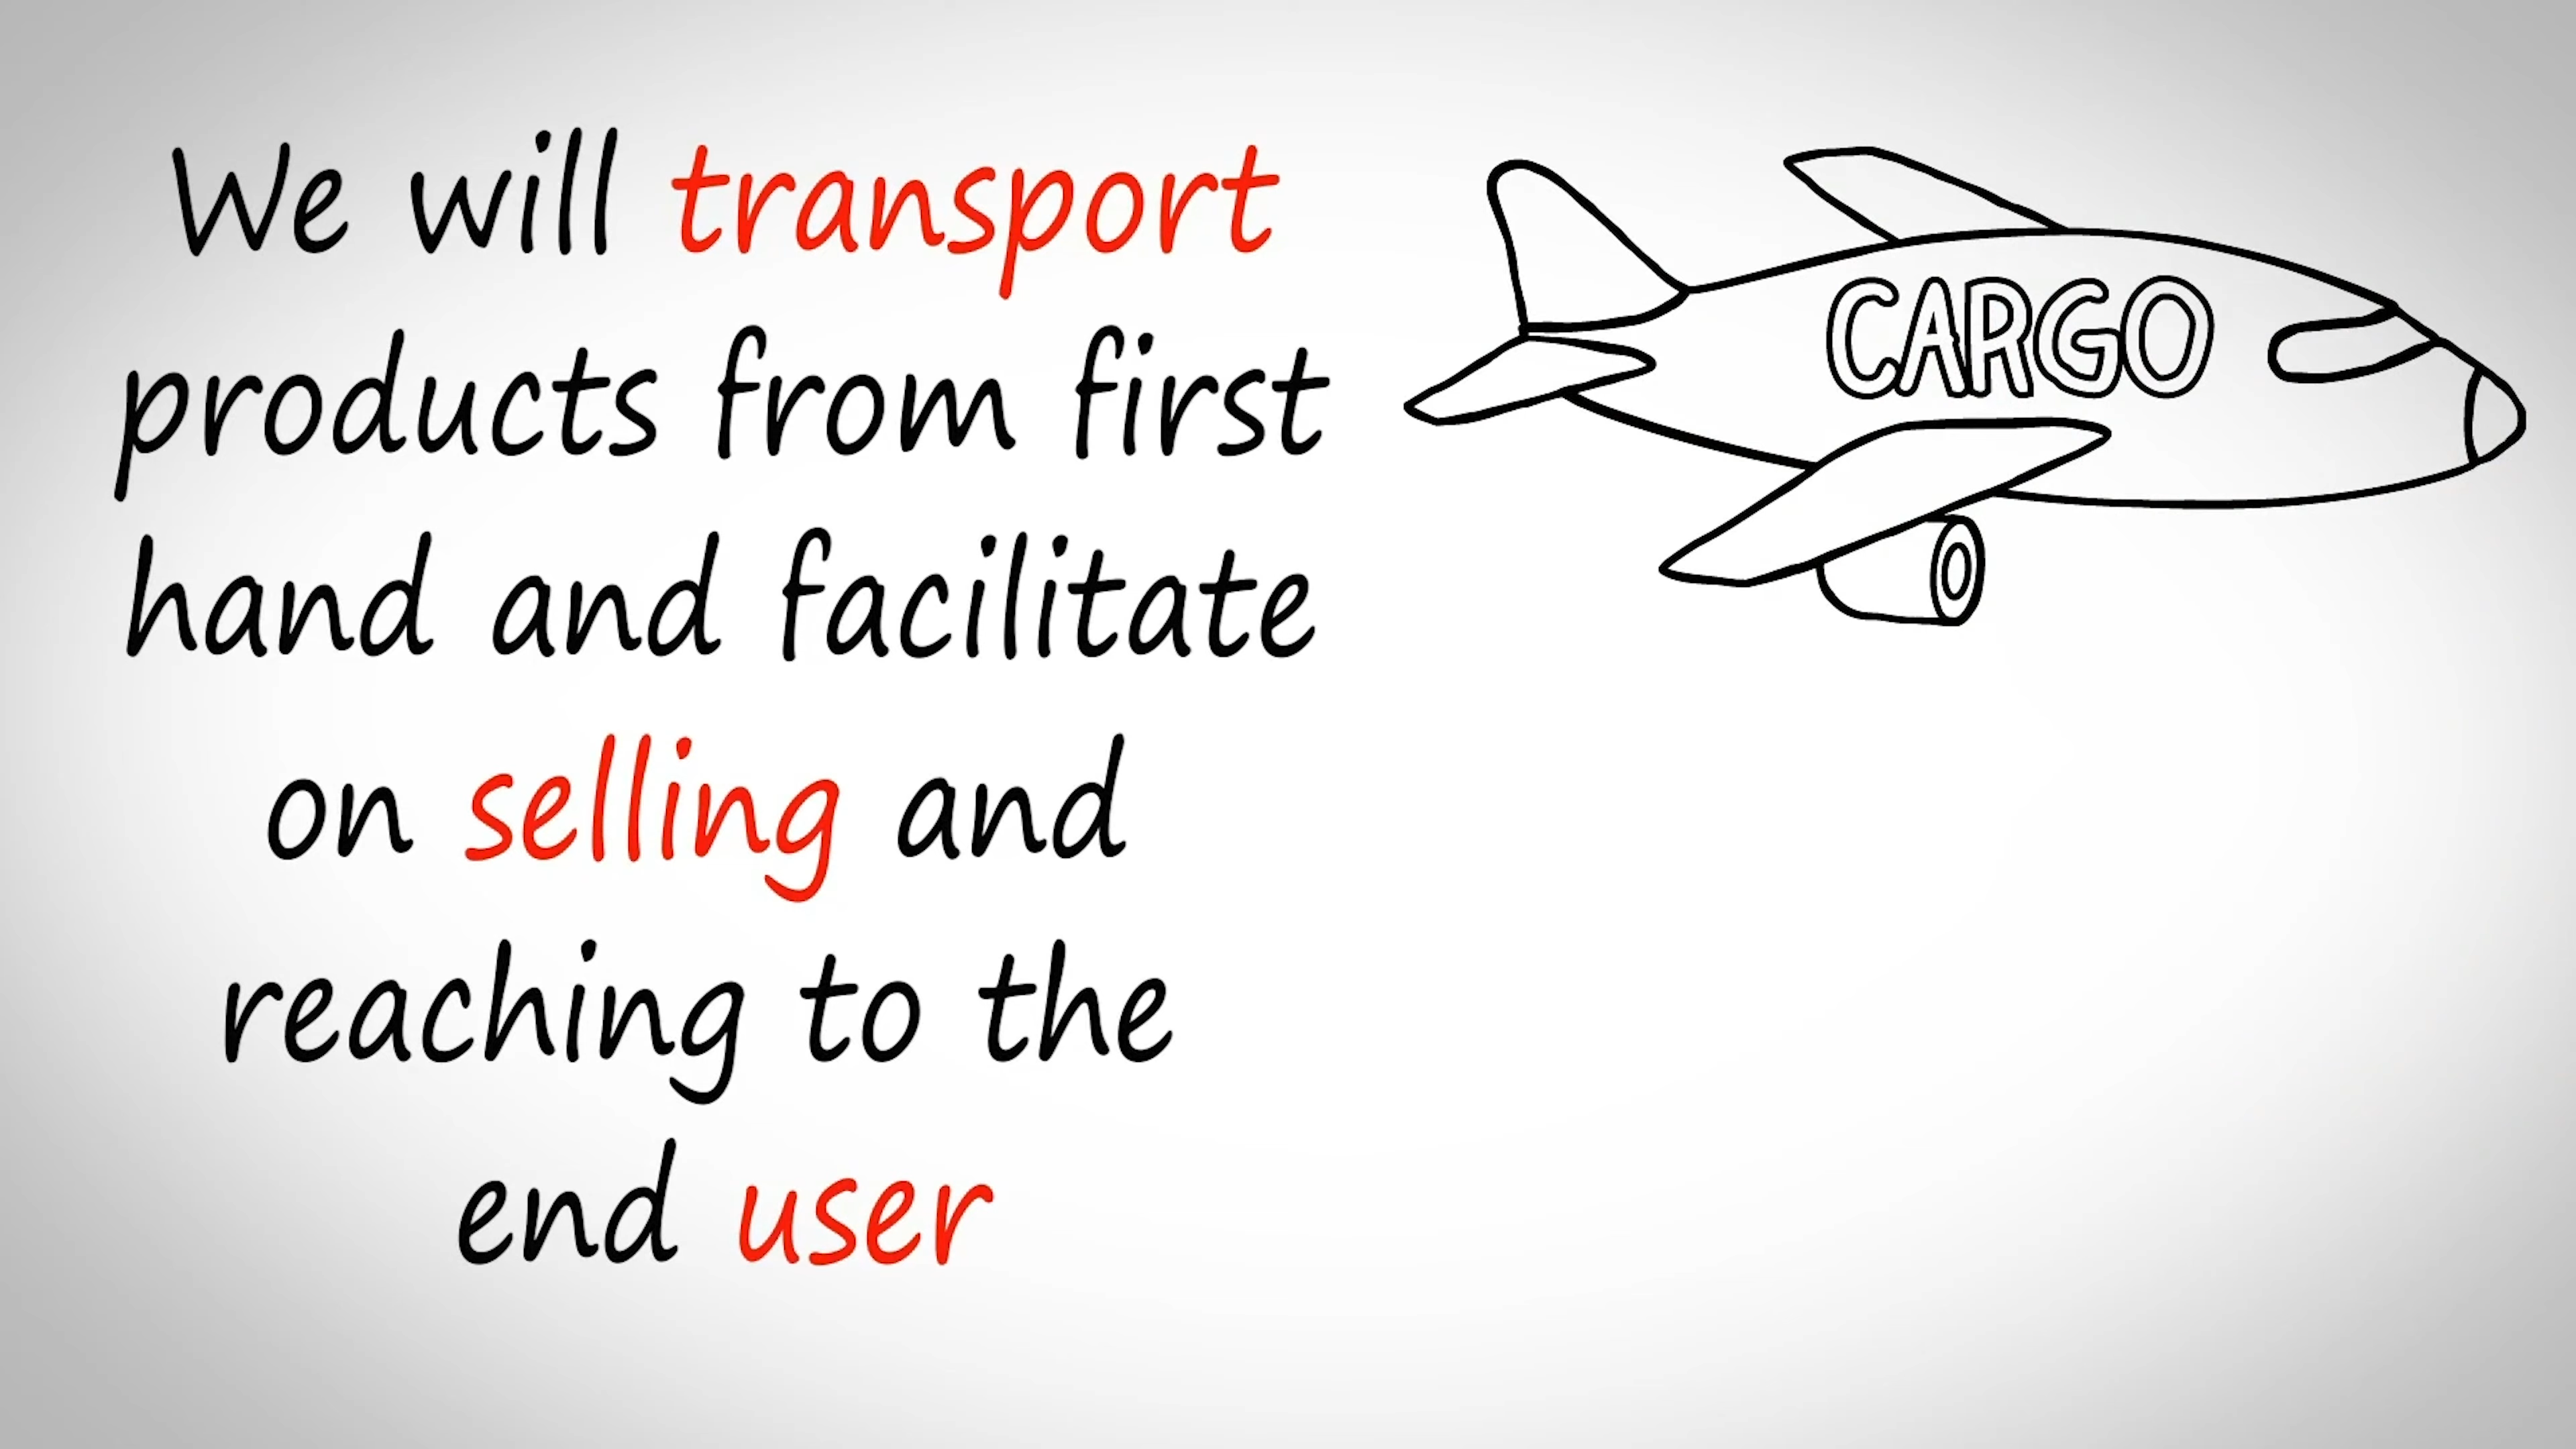 We will transport
products from first
hand and facilitate
on selling and
reaching to the
end user
CARGO